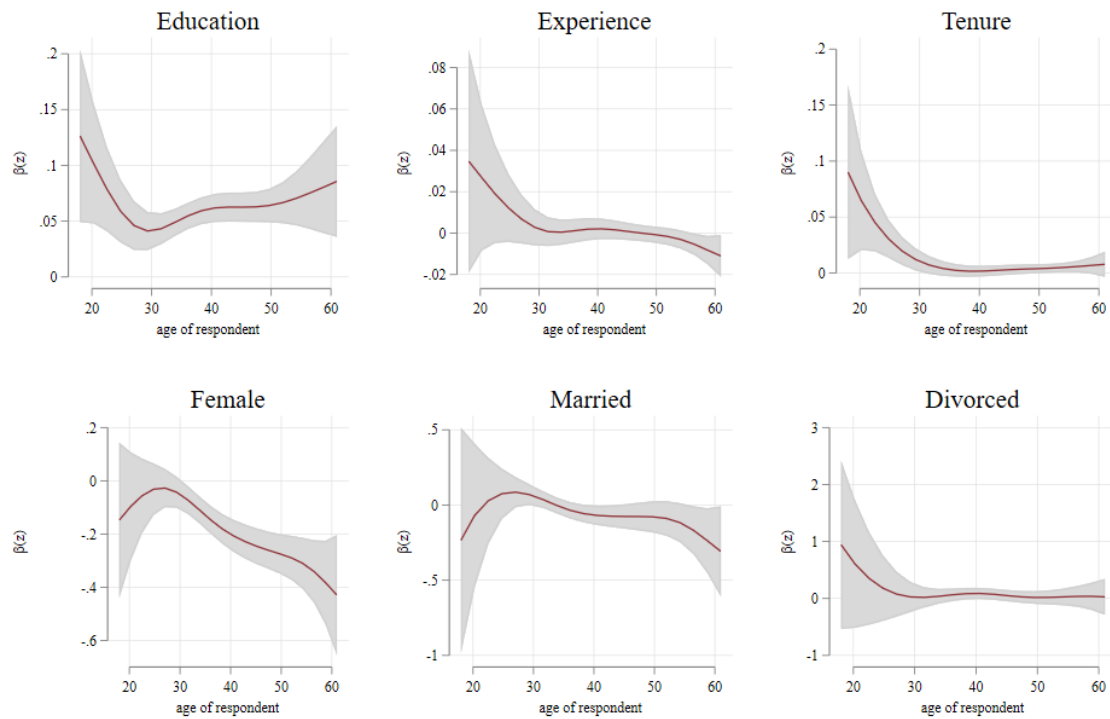 Education
β(z)
.2
.15
.1
.05
0
20 30 40 50 60
age of respondent
Experience
β(z)
.08
.06
.04
.02
0
-.02
20 30 40 50 60
age of respondent
Tenure
β(z)
.2
.15
.1
.05
0
20 30 40 50 60
age of respondent
Female
β(z)
.2
0
-.2
-.4
-.6
20 30 40 50 60
age of respondent
Married
β(z)
.5
0
-.5
-1
20 30 40 50 60
age of respondent
Divorced
β(z)
3
2
1
0
-1
20 30 40 50 60
age of respondent